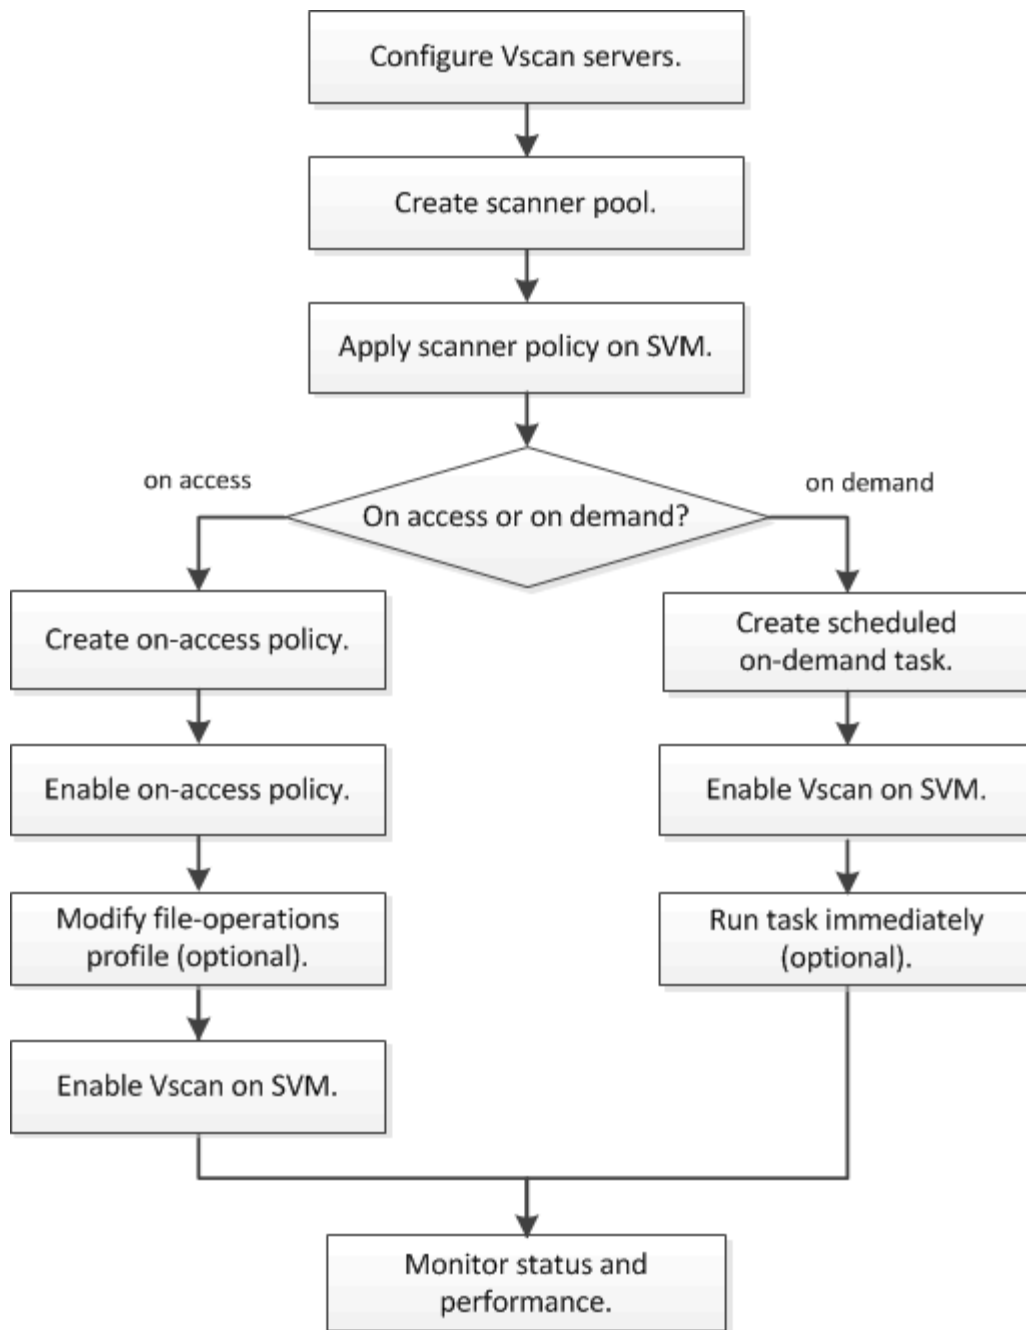 Configure Vscan servers.
Create scanner pool.
Apply scanner policy on SVM.
on access
on demand
On access or on demand?
Create on-access policy.
Create scheduled
on-demand task.
Enable on-access policy.
Enable Vscan on SVM.
Modify file-operations
profile (optional).
Run task immediately
(optional).
Enable Vscan on SVM.
Monitor status and
performance.